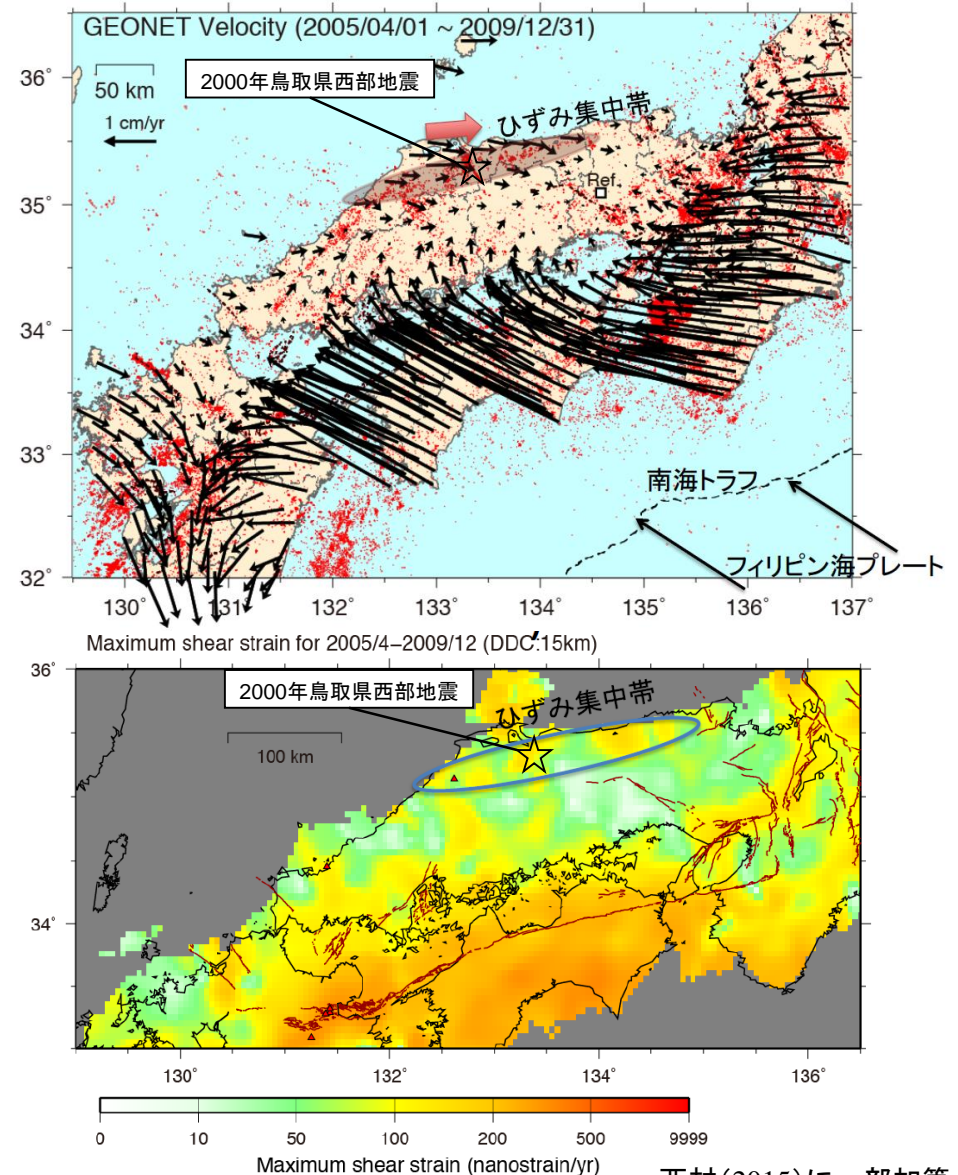 GEONET Velocity (2005/04/01 ~ 2009/12/31)
36°
50 km
2000年鳥取県西部地震
1 cm/yr
ひずみ集中帯
Ref.
35°
34°
33°
南海トラフ
フィリピン海プレート
32°
130° 131° 132° 133° 134° 135° 136° 137°
Maximum shear strain for 2005/4–2009/12 (DDC:15km)
36°
2000年鳥取県西部地震
ひずみ集中帯
100 km
34°
130° 132° 134° 136°
0 10 50 100 200 500 9999
Maximum shear strain (nanostrain/yr)